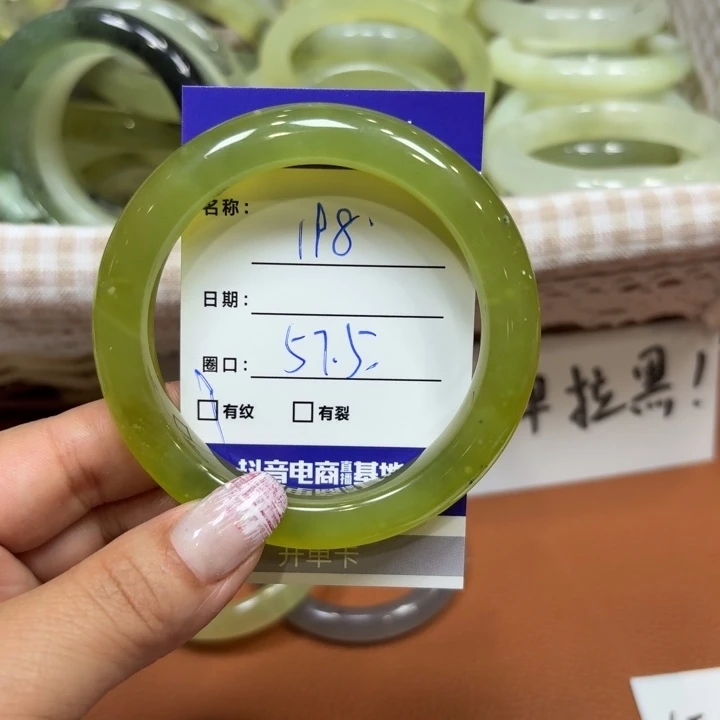 名称: 1P8
日期:
圈口: 57.5
□有纹 □有裂
抖音电商直播基地
开单卡
单拉黑!